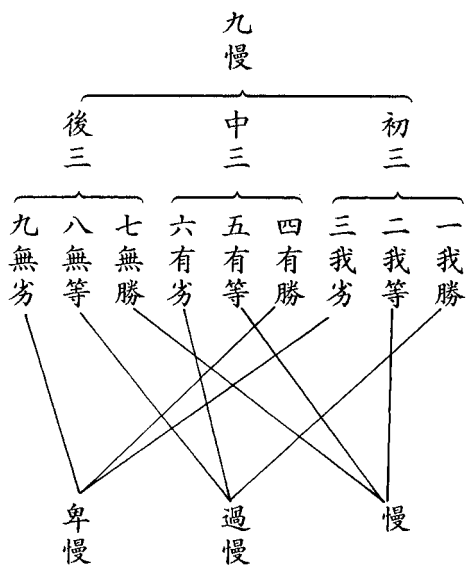 九慢
初三
中三
後三
一我勝
二我等
三我劣
四有勝
五有等
六有劣
七無勝
八無等
九無劣
慢
過慢
卑慢